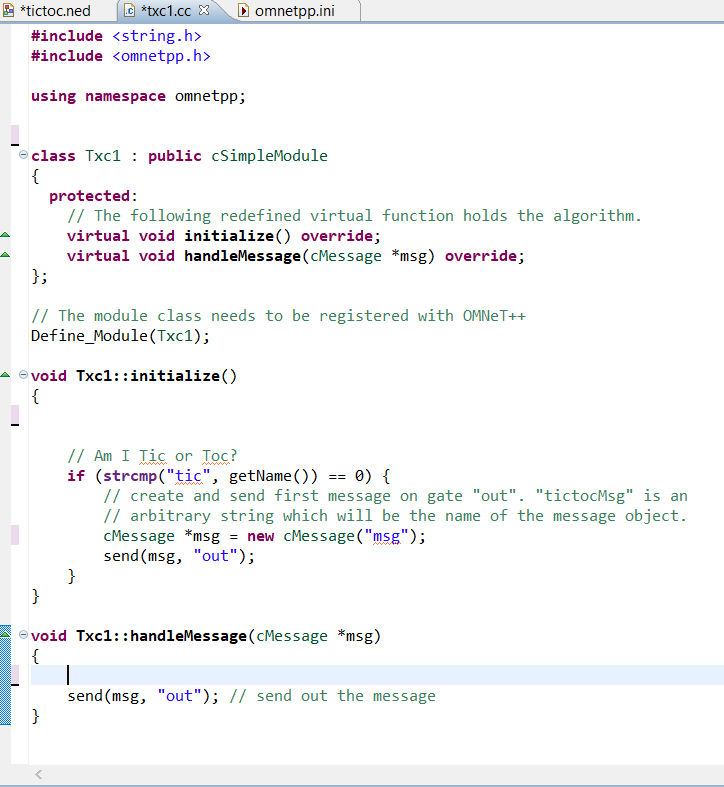 *tictoc.ned *txc1.cc omnetpp.ini
#include <string.h>
#include <omnetpp.h>
using namespace omnetpp;
class Txc1 : public cSimpleModule
{
protected:
// The following redefined virtual function holds the algorithm.
virtual void initialize() override;
virtual void handleMessage(cMessage *msg) override;
};
// The module class needs to be registered with OMNeT++
Define_Module(Txc1);
void Txc1::initialize()
{
// Am I Tic or Toc?
if (strcmp("tic", getName()) == 0) {
// create and send first message on gate "out". "tictocMsg" is an
// arbitrary string which will be the name of the message object.
cMessage *msg = new cMessage("msg");
send(msg, "out");
}
}
void Txc1::handleMessage(cMessage *msg)
{
send(msg, "out"); // send out the message
}